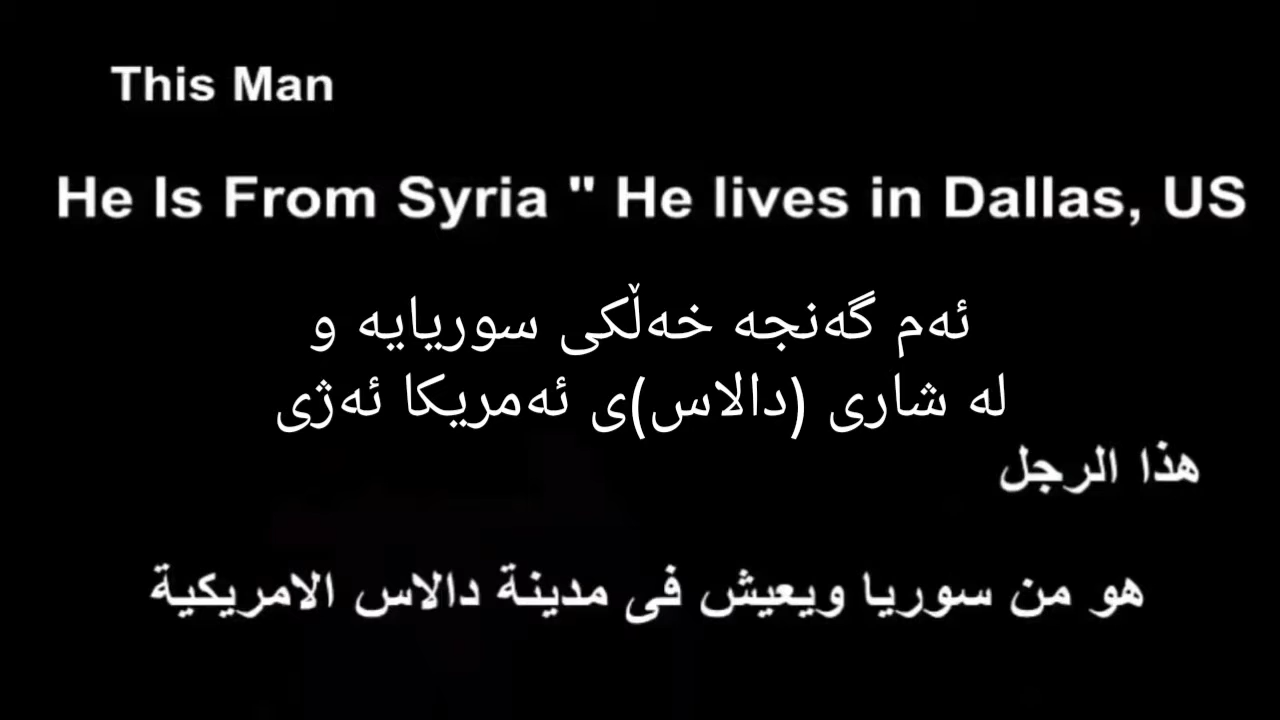 This Man
He Is From Syria " He lives in Dallas, US
ئەم گەنجە خەڵکی سوریایە و
لە شاری (دالاس)ی ئەمریکا ئەژی
هذا الرجل
هو من سوريا ويعيش فى مدينة دالاس الامريكية